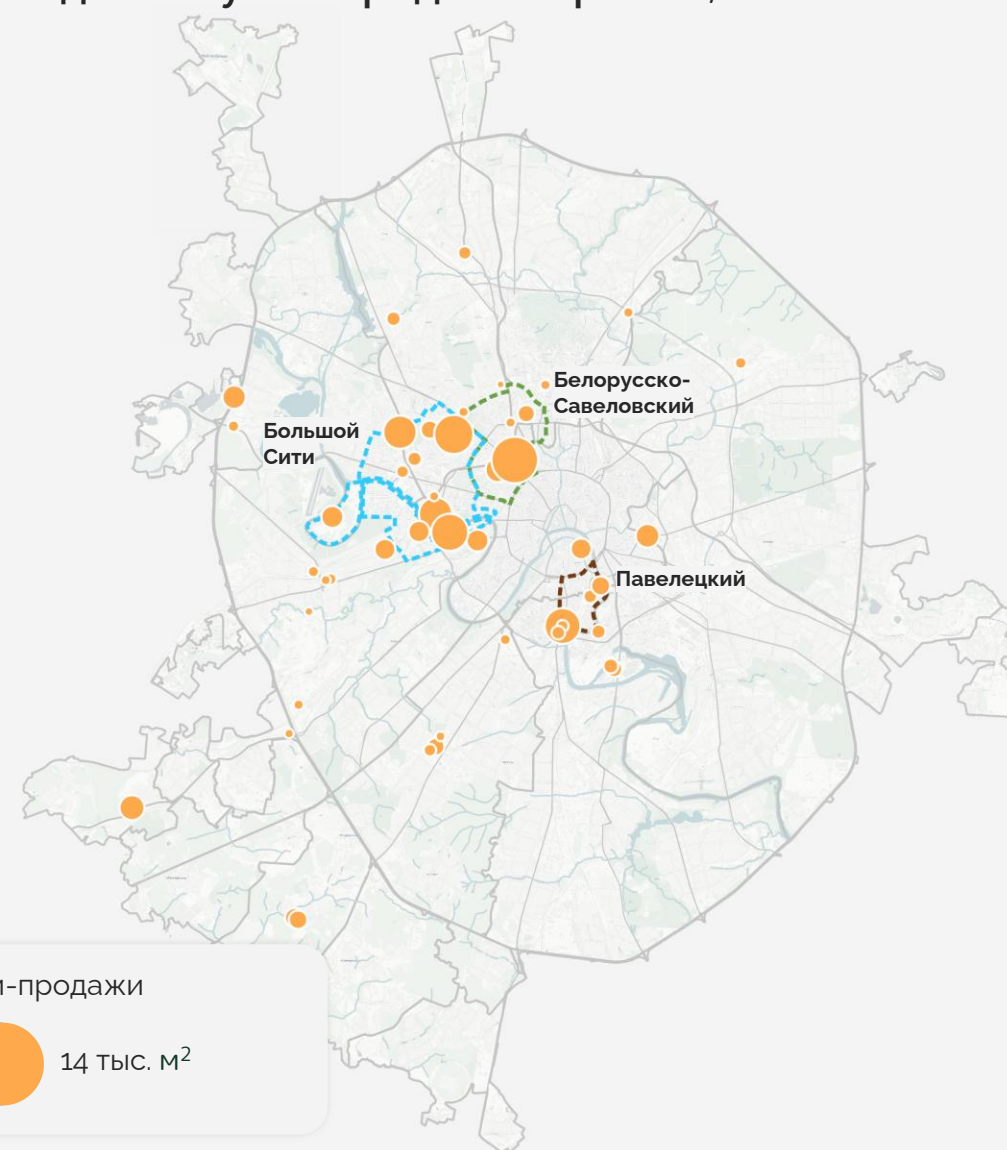 Белорусско-
Савеловский
Большой
Сити
Павелецкий
и-продажи
14 тыс. м²